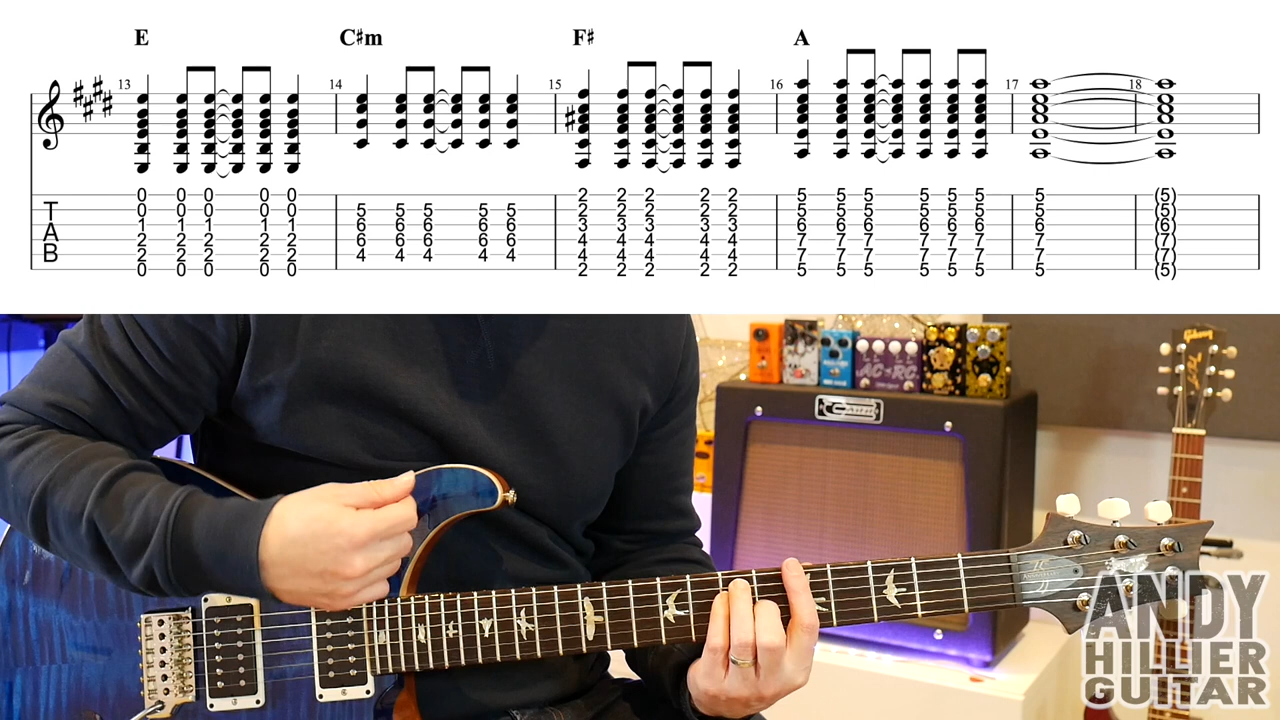 E C♯m F♯ A
13 14 15 16 17 18
0 0 0 0 0 2 2 2 2 2 5 5 5 5 5 5 5 (5)
T 0 0 0 0 0 5 5 5 5 5 2 2 2 2 2 5 5 5 5 5 5 5 (5)
1 1 1 1 1 6 6 6 6 6 3 3 3 3 3 6 6 6 6 6 6 6 (6)
A 2 2 2 2 2 6 6 6 6 6 4 4 4 4 4 7 7 7 7 7 7 7 (7)
B 2 2 2 2 2 4 4 4 4 4 4 4 4 4 4 7 7 7 7 7 7 7 (7)
0 0 0 0 0 2 2 2 2 2 5 5 5 5 5 5 5 (5)
AC RC
Gibson
ANDY
HILLIER
GUITAR